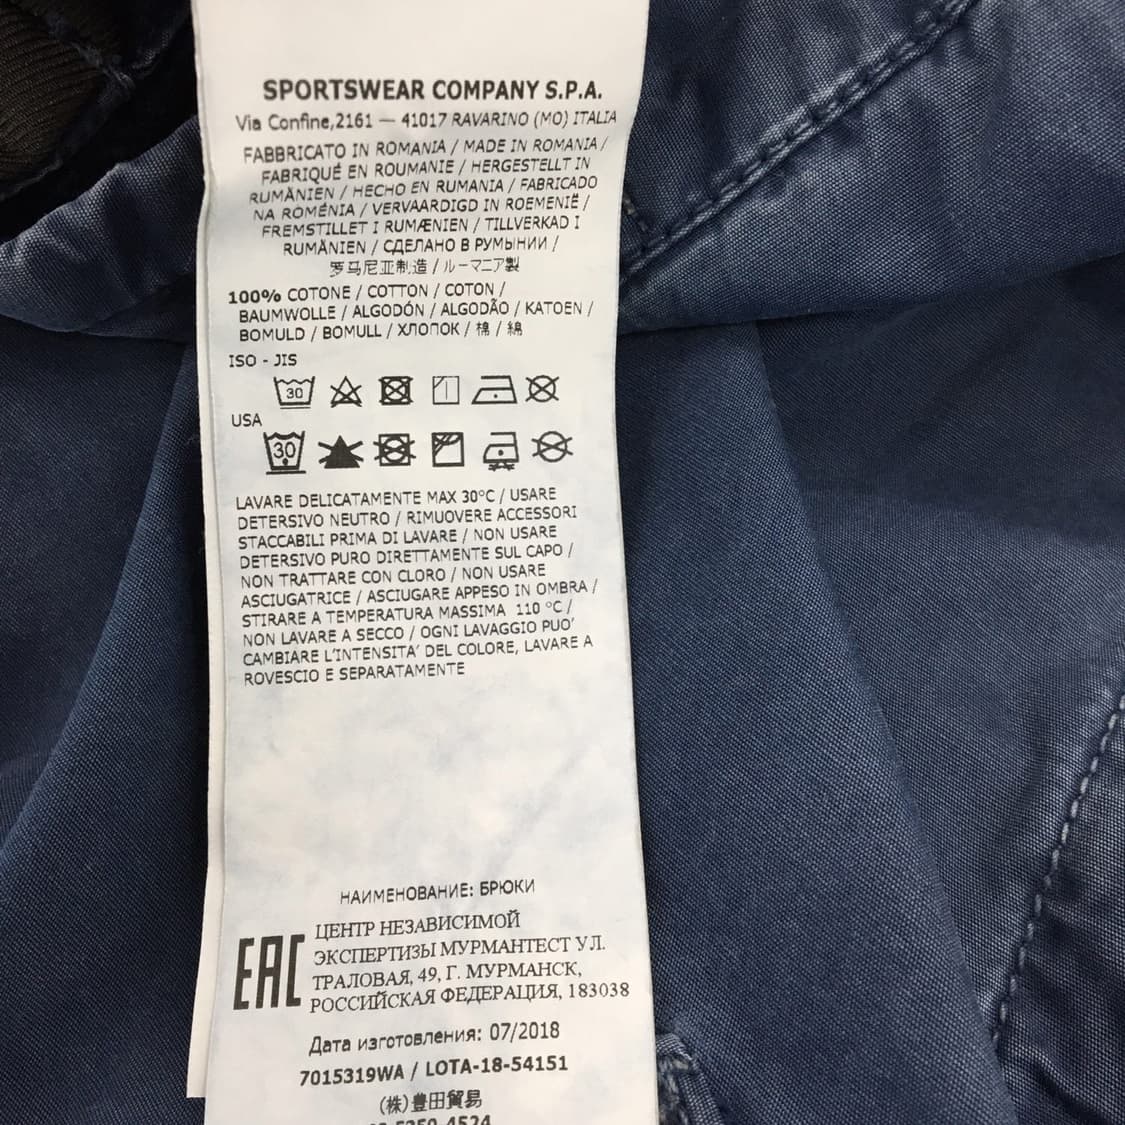 SPORTSWEAR COMPANY S.P.A.
Via Confine,2161 — 41017 RAVARINO (MO) ITALIA
FABBRICATO IN ROMANIA / MADE IN ROMANIA /
FABRIQUÉ EN ROUMANIE / HERGESTELLT IN
RUMÄNIEN / HECHO EN RUMANIA / FABRICADO
NA ROMÉNIA / VERVAARDIGD IN ROEMENIË /
FREMSTILLET I RUMÆNIEN / TILLVERKAD I
RUMÄNIEN / СДЕЛАНО В РУМЫНИИ /
罗马尼亚制造 / ルーマニア製
100% COTONE / COTTON / COTON /
BAUMWOLLE / ALGODÓN / ALGODÃO / KATOEN /
BOMULD / BOMULL / ХЛОПОК / 棉 / 綿
ISO - JIS
30
USA
30
LAVARE DELICATAMENTE MAX 30°C / USARE
DETERSIVO NEUTRO / RIMUOVERE ACCESSORI
STACCABILI PRIMA DI LAVARE / NON USARE
DETERSIVO PURO DIRETTAMENTE SUL CAPO /
NON TRATTARE CON CLORO / NON USARE
ASCIUGATRICE / ASCIUGARE APPESO IN OMBRA /
STIRARE A TEMPERATURA MASSIMA 110 °C /
NON LAVARE A SECCO / OGNI LAVAGGIO PUO'
CAMBIARE L'INTENSITA' DEL COLORE, LAVARE A
ROVESCIO E SEPARATAMENTE
НАИМЕНОВАНИЕ: БРЮКИ
EAC
ЦЕНТР НЕЗАВИСИМОЙ
ЭКСПЕРТИЗЫ МУРМАНТЕСТ УЛ.
ТРАЛОВАЯ, 49, Г. МУРМАНСК,
РОССИЙСКАЯ ФЕДЕРАЦИЯ, 183038
Дата изготовления: 07/2018
7015319WA / LOTA-18-54151
(株)豊田貿易